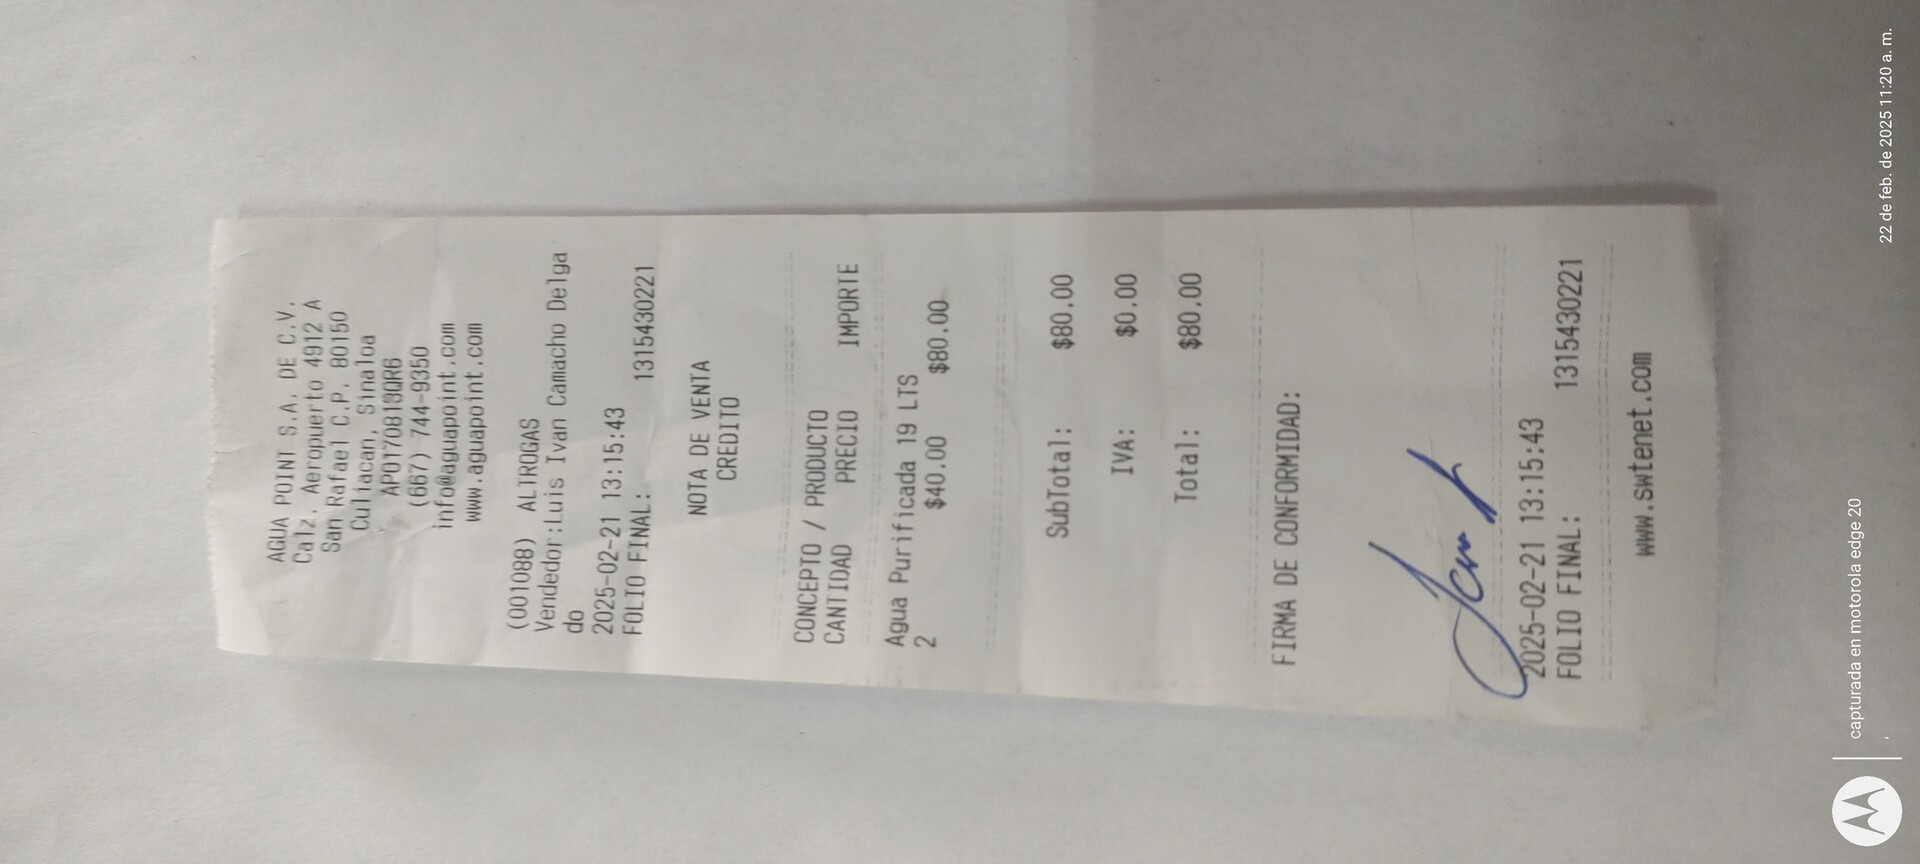 AGUA POINT S.A. DE C.V.
Calz. Aeropuerto 4912 A
San Rafael C.P. 80150
Culiacan, Sinaloa
APO170818QR6
(667) 744-9350
info@aguapoint.com
www.aguapoint.com
(001088) ALTROGAS
Vendedor:Luis Ivan Camacho Delga
do
2025-02-21 13:15:43
FOLIO FINAL: 1315430221
NOTA DE VENTA
CREDITO
CONCEPTO / PRODUCTO
CANTIDAD PRECIO IMPORTE
Agua Purificada 19 LTS
2 $40.00 $80.00
SubTotal: $80.00
IVA: $0.00
Total: $80.00
FIRMA DE CONFORMIDAD:
2025-02-21 13:15:43
FOLIO FINAL: 1315430221
www.swtenet.com
capturada en motorola edge 20
22 de feb. de 2025 11:20 a. m.